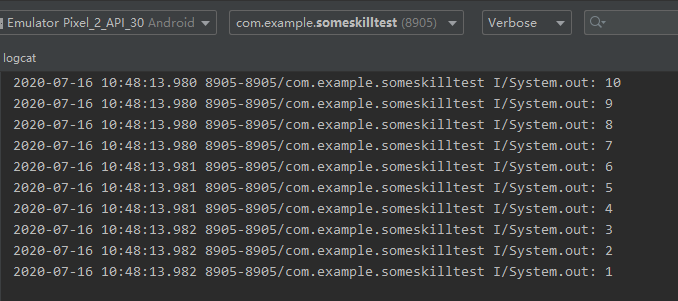 Emulator Pixel_2_API_30 Android com.example.someskilltest (8905) Verbose
logcat
2020-07-16 10:48:13.980 8905-8905/com.example.someskilltest I/System.out: 10
2020-07-16 10:48:13.980 8905-8905/com.example.someskilltest I/System.out: 9
2020-07-16 10:48:13.980 8905-8905/com.example.someskilltest I/System.out: 8
2020-07-16 10:48:13.980 8905-8905/com.example.someskilltest I/System.out: 7
2020-07-16 10:48:13.981 8905-8905/com.example.someskilltest I/System.out: 6
2020-07-16 10:48:13.981 8905-8905/com.example.someskilltest I/System.out: 5
2020-07-16 10:48:13.981 8905-8905/com.example.someskilltest I/System.out: 4
2020-07-16 10:48:13.982 8905-8905/com.example.someskilltest I/System.out: 3
2020-07-16 10:48:13.982 8905-8905/com.example.someskilltest I/System.out: 2
2020-07-16 10:48:13.982 8905-8905/com.example.someskilltest I/System.out: 1